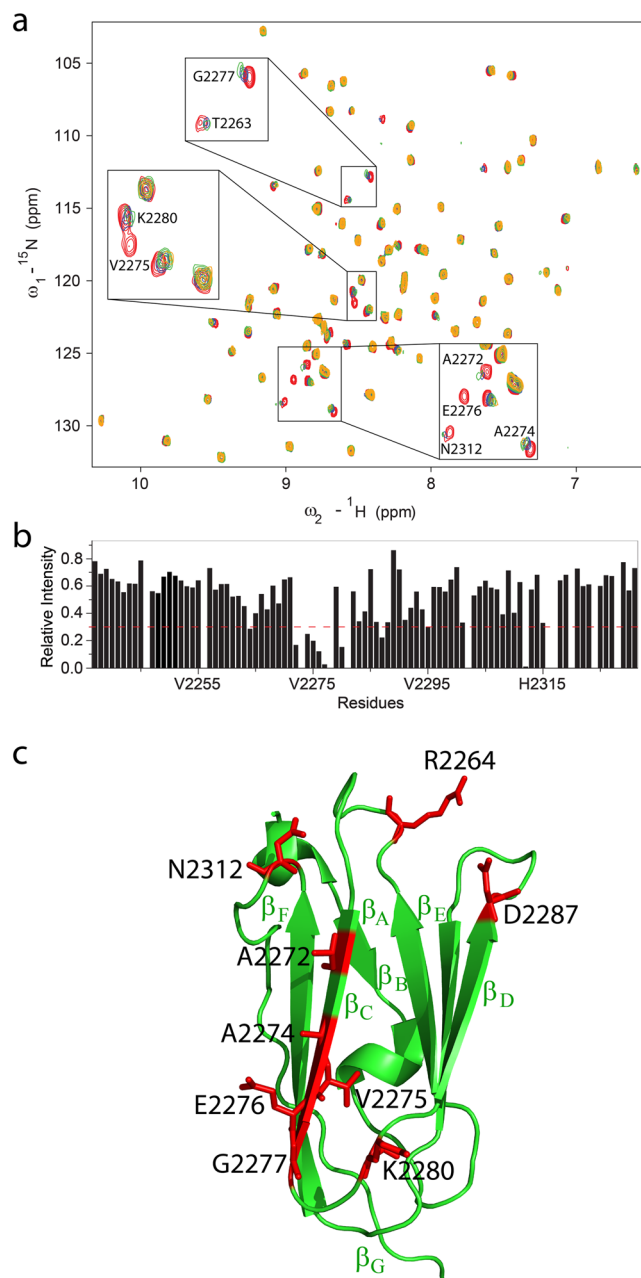 a
105
110
115
120
125
130
ω1 - 15N (ppm)
G2277
T2263
K2280
V2275
A2272
E2276
N2312
A2274
10
9
8
7
ω2 - 1H (ppm)
b
0.8
0.6
0.4
0.2
0.0
Relative Intensity
V2255
V2275
V2295
H2315
Residues
c
R2264
N2312
D2287
βF
βA
βE
A2272
βB
βD
βC
A2274
E2276
V2275
G2277
K2280
βG